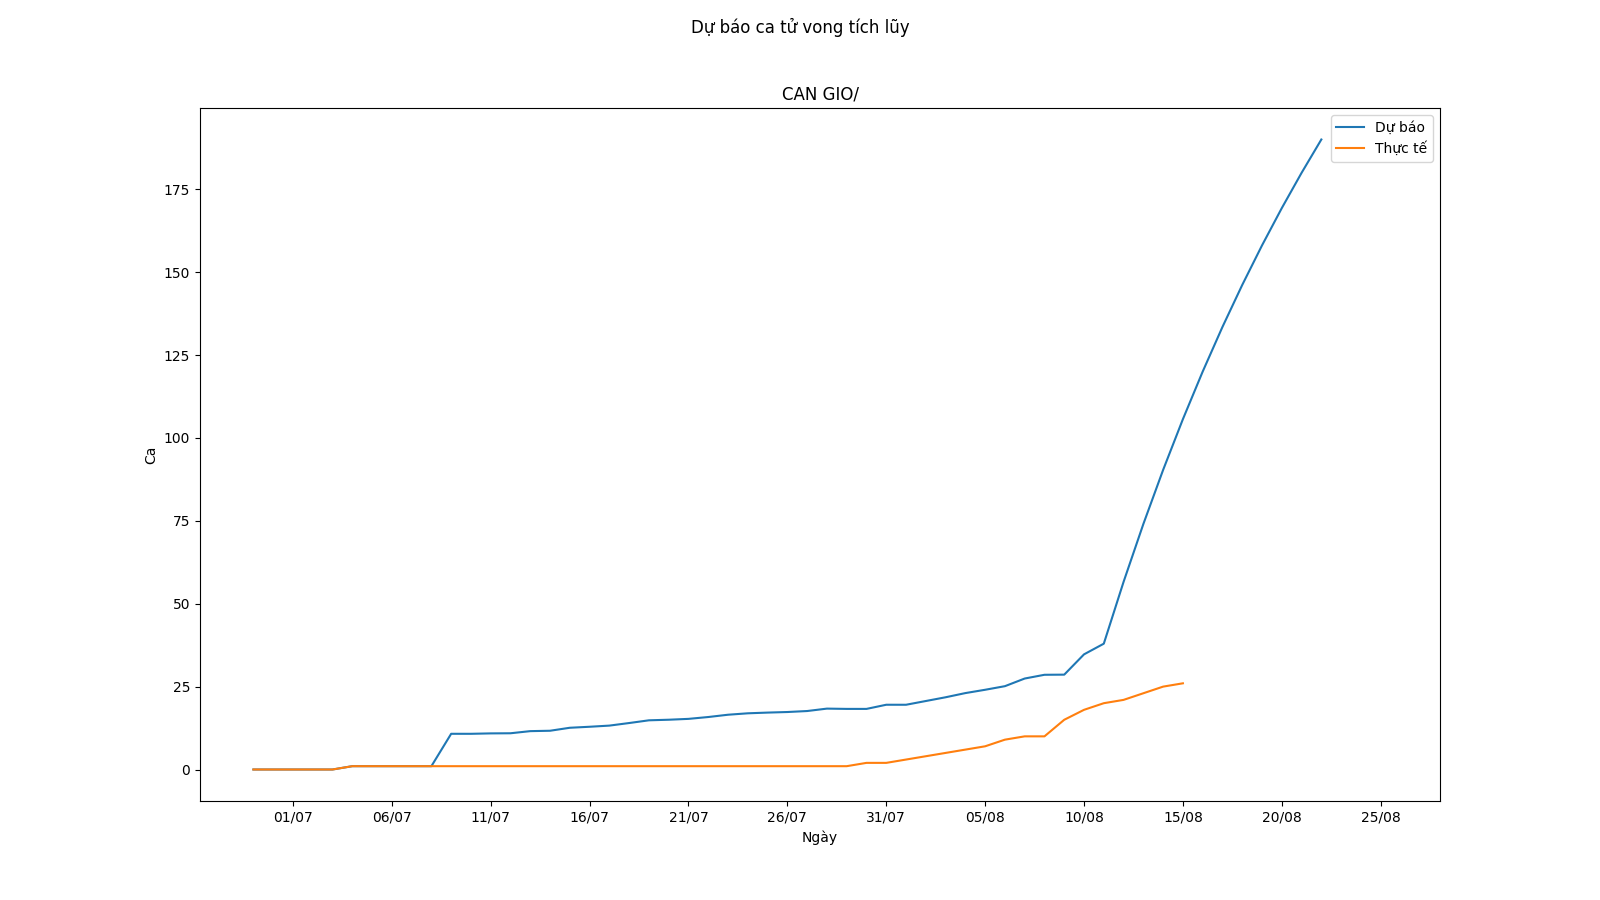 Dự báo ca tử vong tích lũy
CAN GIO/
Dự báo
Thực tế
175
150
125
100
75
50
25
0
Ca
01/07 06/07 11/07 16/07 21/07 26/07 31/07 05/08 10/08 15/08 20/08 25/08
Ngày